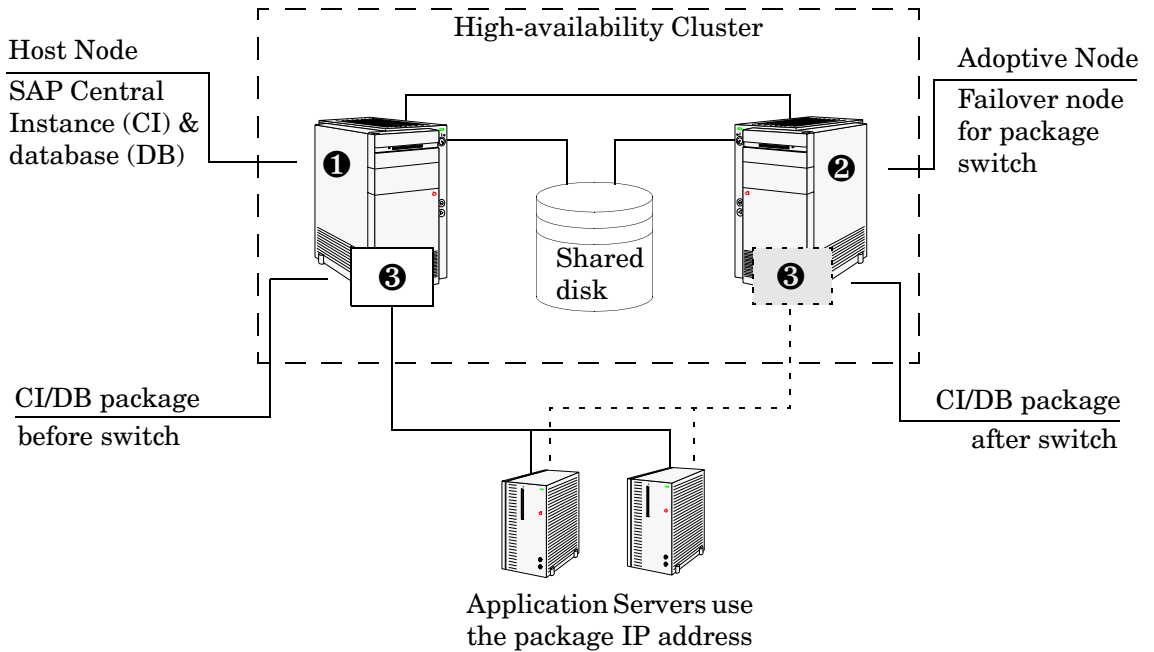 High-availability Cluster
Host Node
SAP Central
Instance (CI) &
database (DB)
Adoptive Node
Failover node
for package
switch
❶
❷
Shared
disk
❸
❸
CI/DB package
before switch
CI/DB package
after switch
Application Servers use
the package IP address